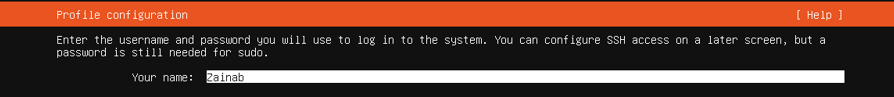 Profile configuration [ Help ]
Enter the username and password you will use to log in to the system. You can configure SSH access on a later screen, but a
password is still needed for sudo.
Your name: Zainab